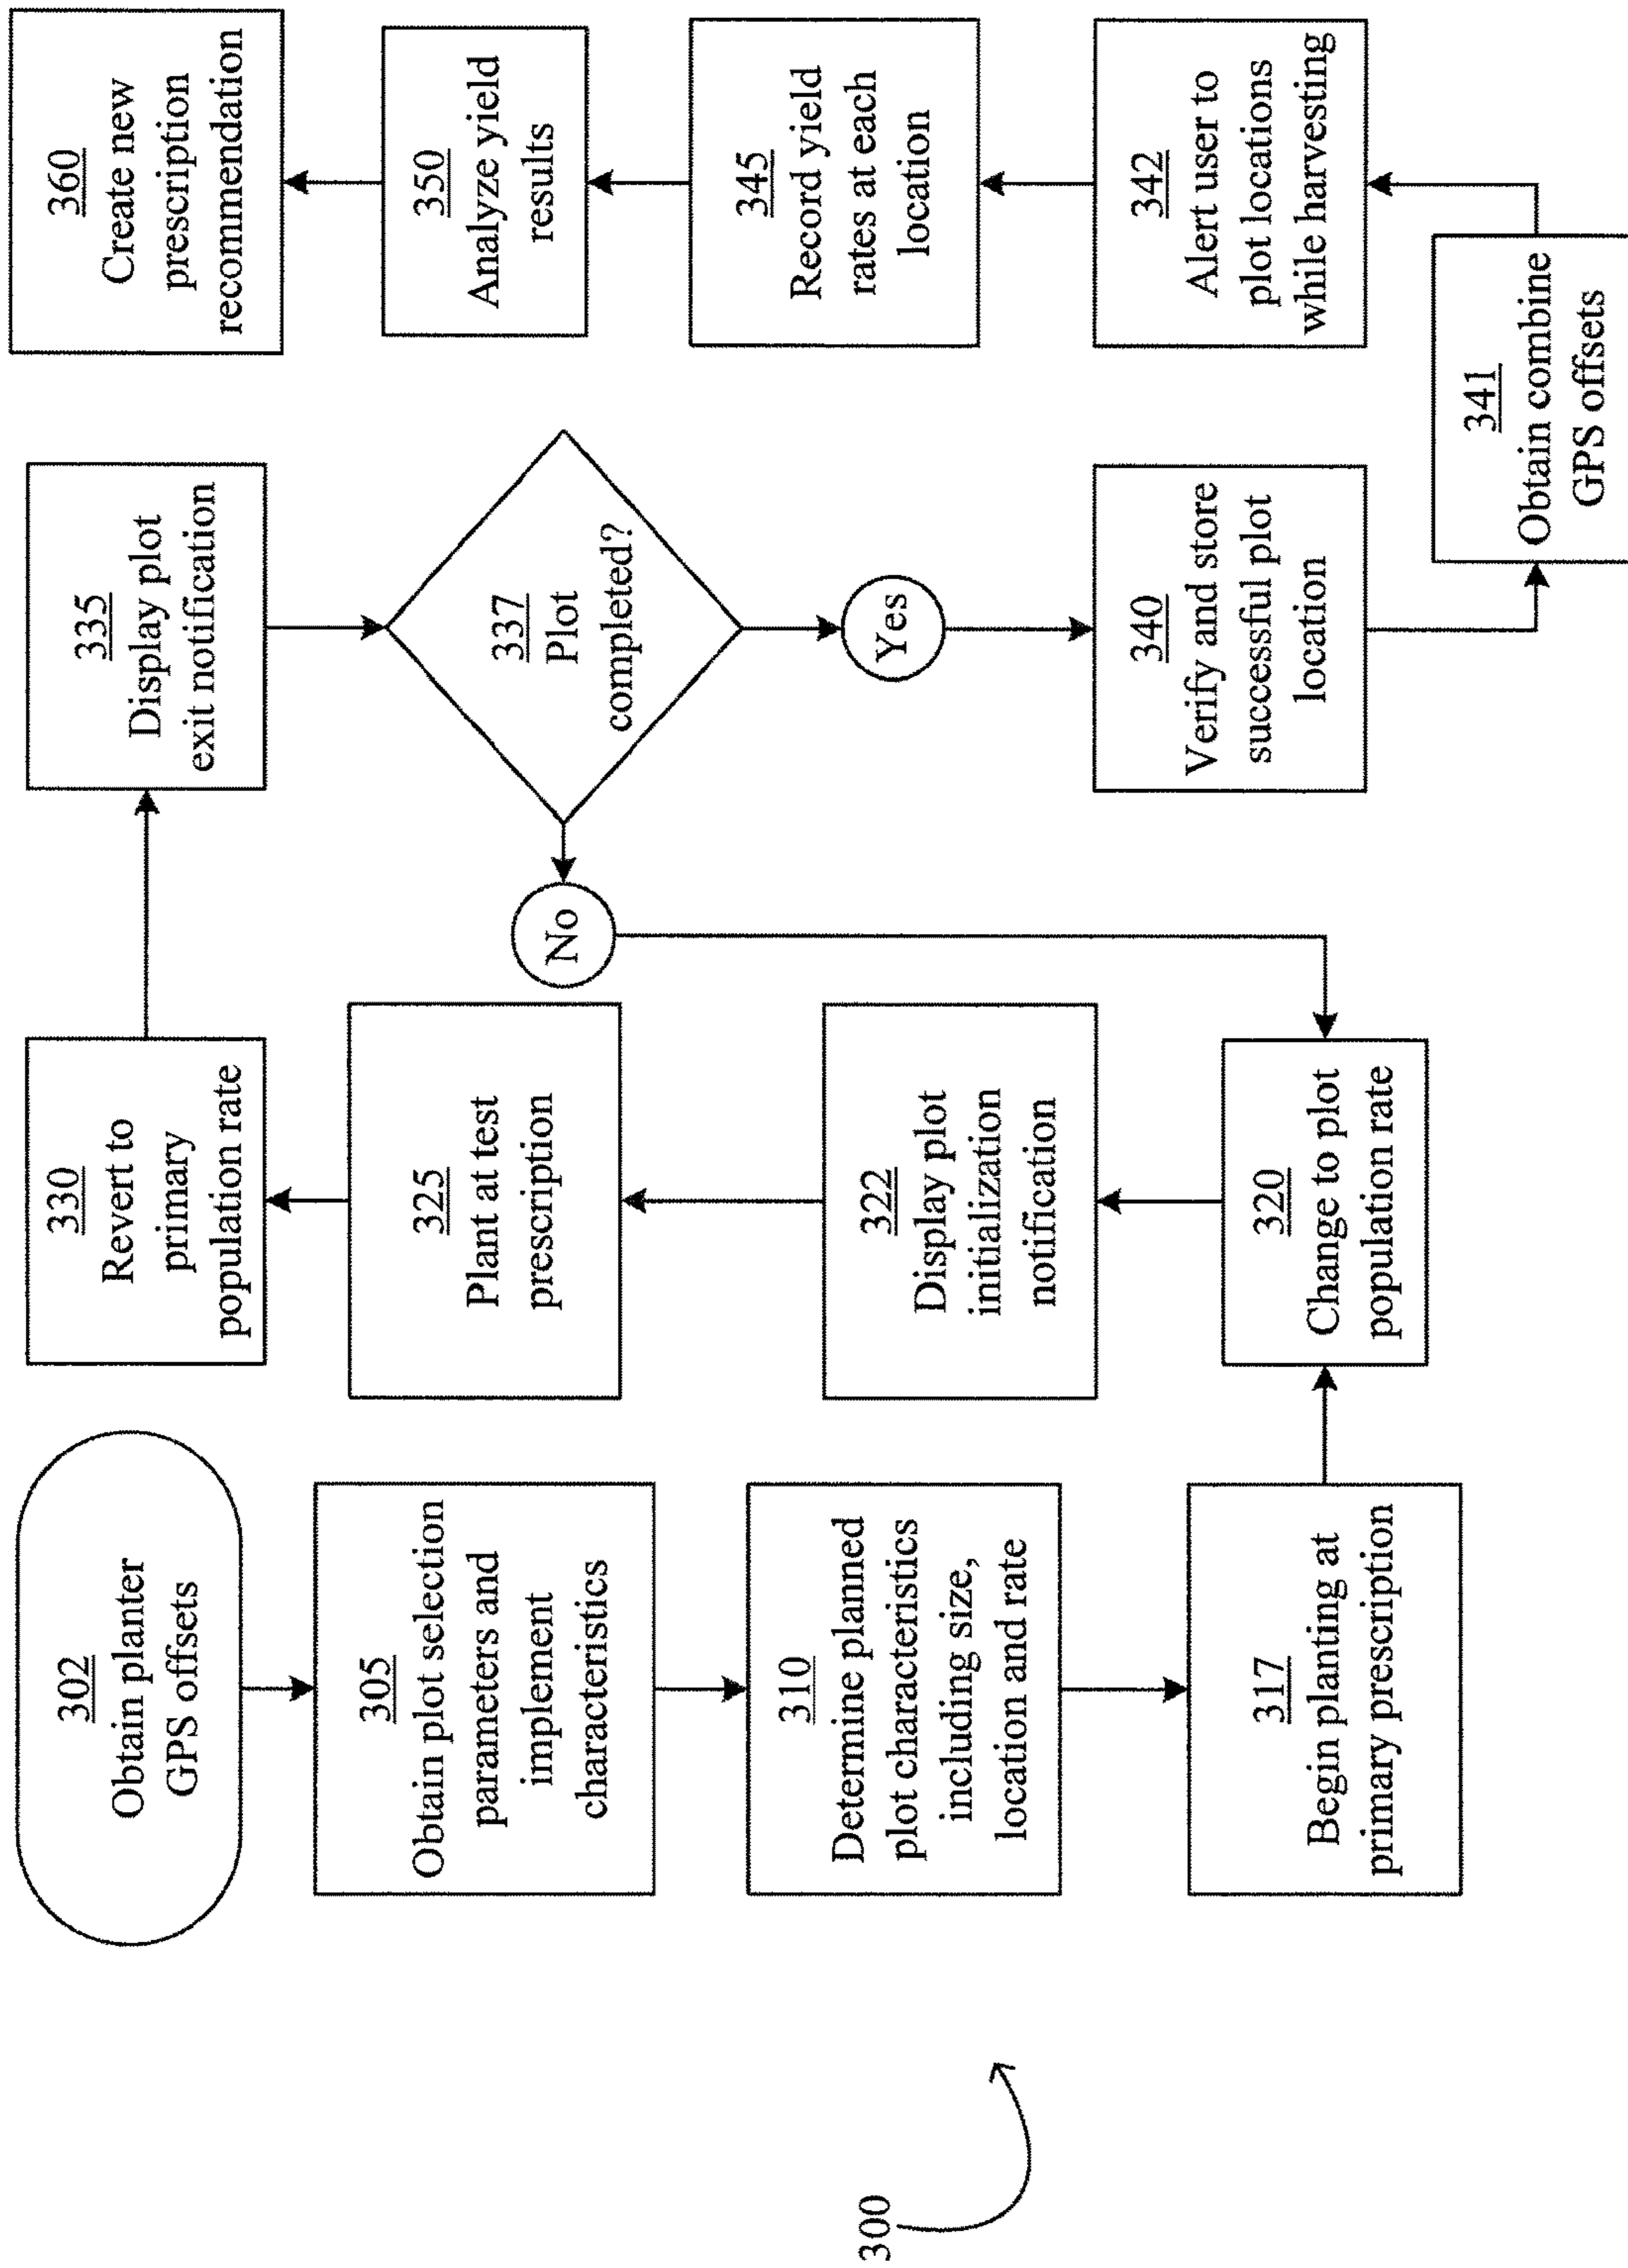 302
Obtain planter
GPS offsets
305
Obtain plot selection
parameters and
implement
characteristics
310
Determine planned
plot characteristics
including size,
location and rate
317
Begin planting at
primary prescription
320
Change to plot
population rate
322
Display plot
initialization
notification
325
Plant at test
prescription
330
Revert to
primary
population rate
335
Display plot
exit notification
337
Plot
completed?
No
Yes
340
Verify and store
successful plot
location
341
Obtain combine
GPS offsets
342
Alert user to
plot locations
while harvesting
345
Record yield
rates at each
location
350
Analyze yield
results
360
Create new
prescription
recommendation
300